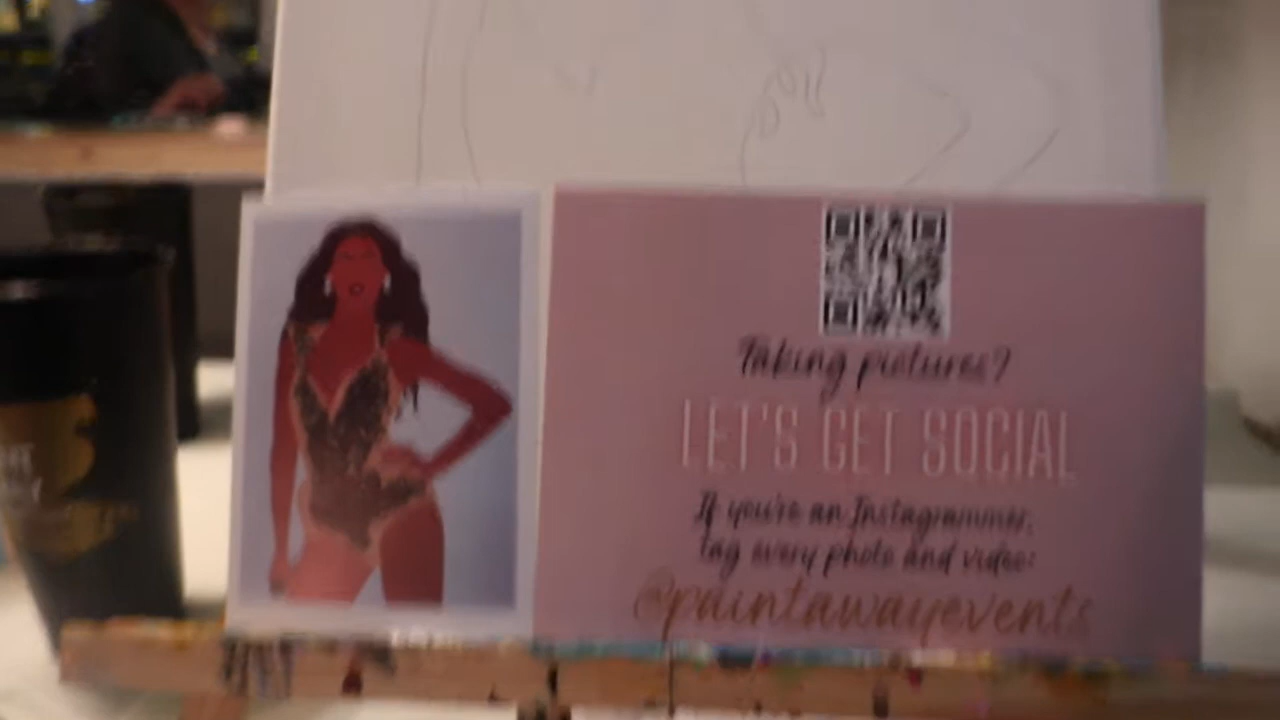 Taking pictures?
LET'S GET SOCIAL
If you're an Instagrammer,
tag every photo and video:
@paintawayevents